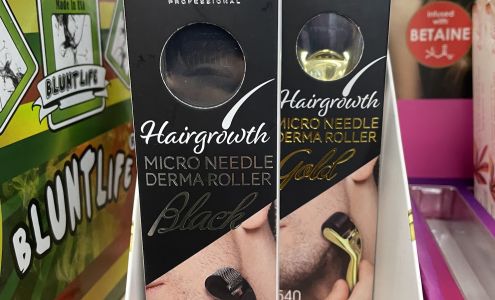 Made in USA
BLUNTLIFE
BLUNTLIFE
PROFESSIONAL
Hairgrowth
MICRO NEEDLE
DERMA ROLLER
Black
Hairgrowth
MICRO NEEDLE
DERMA ROLLER
Gold
540
Infused with
BETAINE